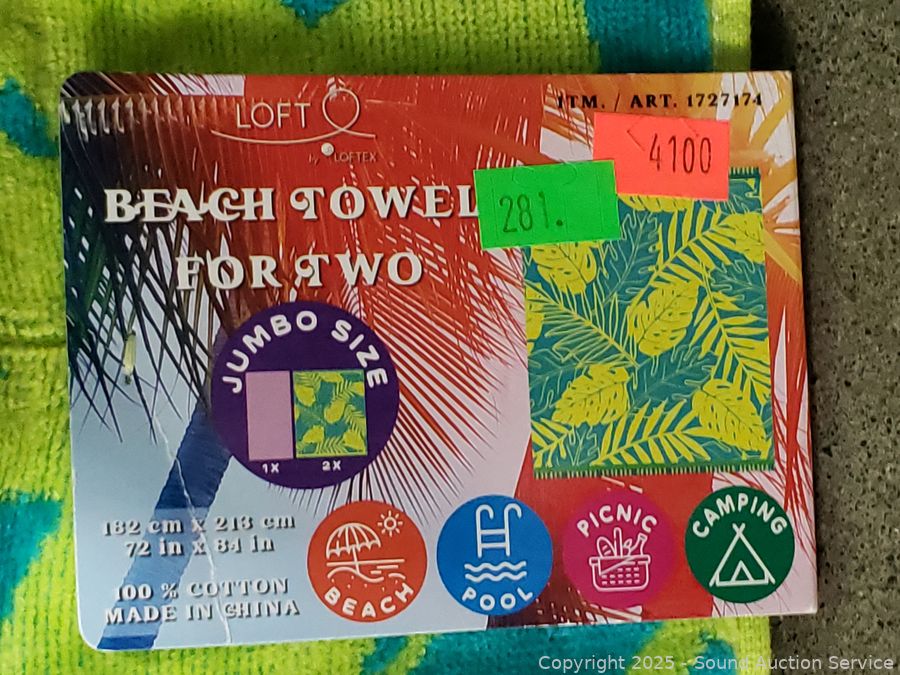 LOFT
by LOFTEX
ITM. / ART. 1727174
4100
281.
BEACH TOWEL
FOR TWO
JUMBO SIZE
1X 2X
182 cm x 213 cm
72 in x 84 in
100 % COTTON
MADE IN CHINA
BEACH
POOL
PICNIC
CAMPING
Copyright 2025 - Sound Auction Service